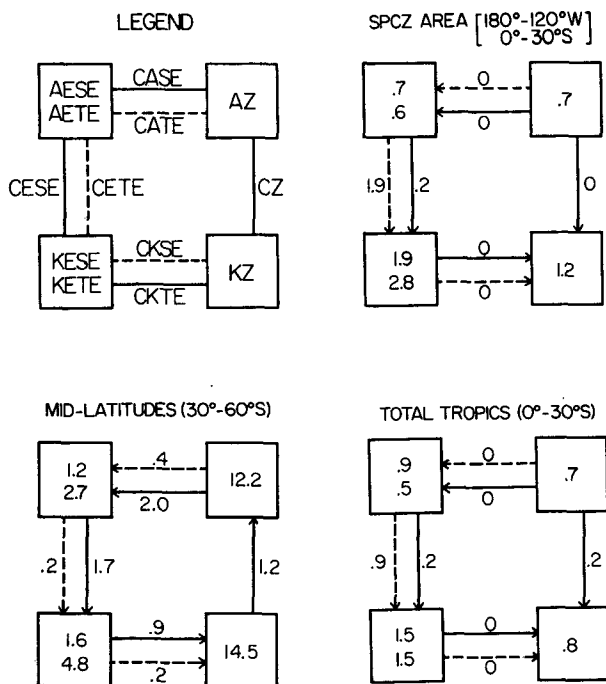 LEGEND
CASE
AESE
AETE
AZ
CATE
CESE
CETE
CZ
CKSE
KESE
KETE
KZ
CKTE
SPCZ AREA [180°-120°W
0°-30°S]
0
.7
.6
.7
0
1.9
.2
0
0
1.9
2.8
1.2
0
MID-LATITUDES (30°-60°S)
.4
1.2
2.7
12.2
2.0
.2
1.7
1.2
.9
1.6
4.8
14.5
.2
TOTAL TROPICS (0°-30°S)
0
.9
.5
.7
0
.9
.2
.2
0
1.5
1.5
.8
0